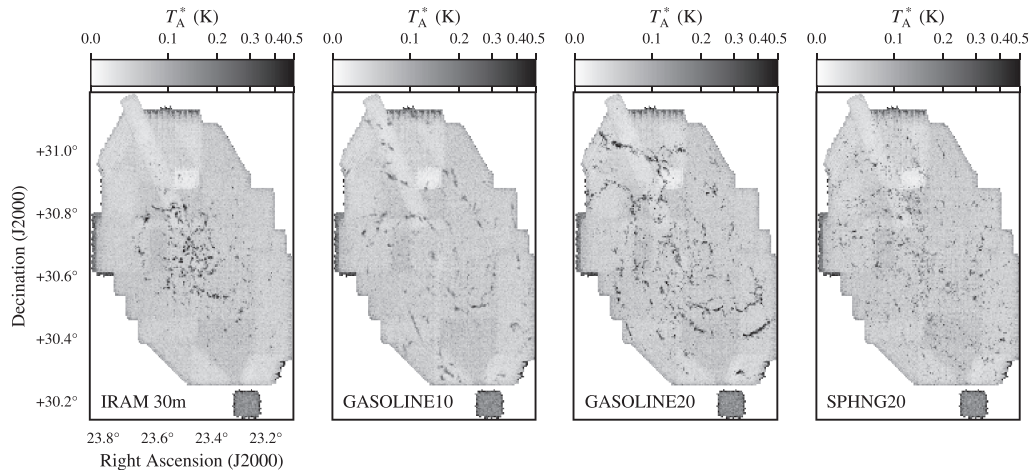 T*A (K) T*A (K) T*A (K) T*A (K)
0.0 0.1 0.2 0.3 0.40.5 0.0 0.1 0.2 0.3 0.40.5 0.0 0.1 0.2 0.3 0.40.5 0.0 0.1 0.2 0.3 0.40.5
+31.0°
+30.8°
+30.6°
+30.4°
+30.2°
Decination (J2000)
IRAM 30m GASOLINE10 GASOLINE20 SPHNG20
23.8° 23.6° 23.4° 23.2°
Right Ascension (J2000)